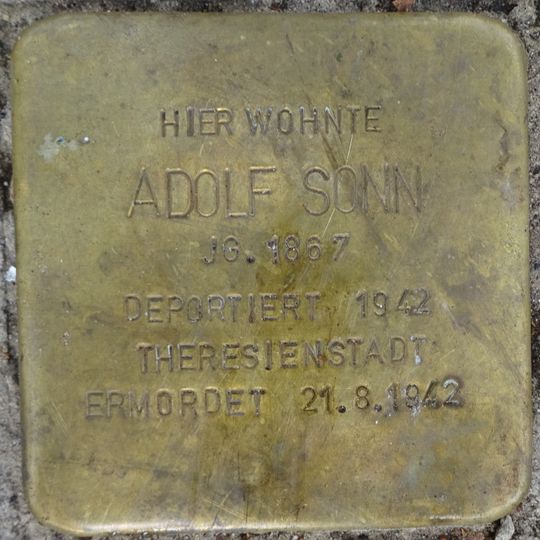 HIER WOHNTE
ADOLF SONN
JG. 1867
DEPORTIERT 1942
THERESIENSTADT
ERMORDET 21.8.1942